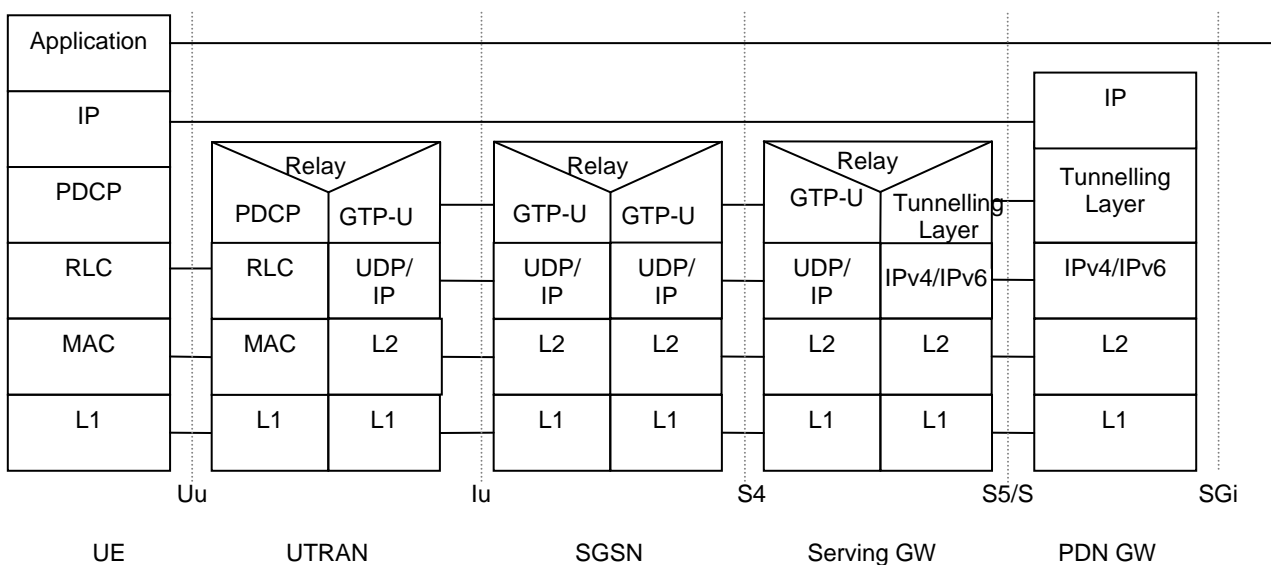 Application
IP
IP
Relay
Relay
Relay
PDCP
PDCP
GTP-U
GTP-U
GTP-U
GTP-U
Tunnelling
Layer
Tunnelling
Layer
RLC
RLC
UDP/
IP
UDP/
IP
UDP/
IP
UDP/
IP
IPv4/IPv6
IPv4/IPv6
MAC
MAC
L2
L2
L2
L2
L2
L2
L1
L1
L1
L1
L1
L1
L1
L1
Uu
Iu
S4
S5/S
SGi
UE
UTRAN
SGSN
Serving GW
PDN GW